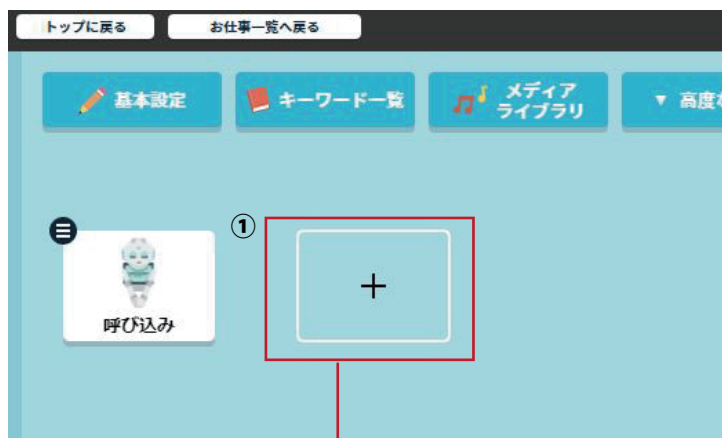 トップに戻る
お仕事一覧へ戻る
基本設定
キーワード一覧
メディア
ライブラリ
▼ 高度
①
+
呼び込み